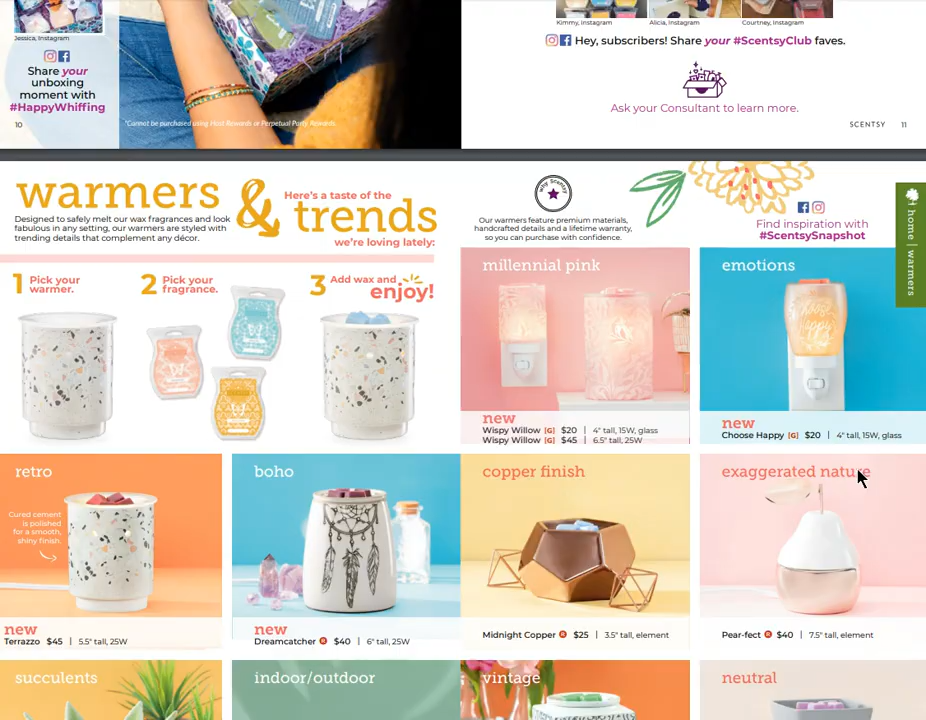 Jessica, Instagram
Share your
unboxing
moment with
#HappyWhiffing
10
*Cannot be purchased using Host Rewards or Perpetual Party Rewards.
Kimmy, Instagram
Alicia, Instagram
Courtney, Instagram
Hey, subscribers! Share your #ScentsyClub faves.
Ask your Consultant to learn more.
SCENTSY 11
warmers
Designed to safely melt our wax fragrances and look
fabulous in any setting, our warmers are styled with
trending details that complement any décor.
&
Here's a taste of the
trends
we're loving lately:
why Scentsy
Our warmers feature premium materials,
handcrafted details and a lifetime warranty,
so you can purchase with confidence.
Find inspiration with
#ScentsySnapshot
home | warmers
1 Pick your
warmer.
2 Pick your
fragrance.
3 Add wax and
enjoy!
millennial pink
new
Wispy Willow [G] $20 | 4" tall, 15W, glass
Wispy Willow [G] $45 | 6.5" tall, 25W
emotions
choose
happy
new
Choose Happy [G] $20 | 4" tall, 15W, glass
retro
Cured cement
is polished
for a smooth,
shiny finish.
new
Terrazzo $45 | 5.5" tall, 25W
boho
new
Dreamcatcher R $40 | 6" tall, 25W
copper finish
Midnight Copper R $25 | 3.5" tall, element
exaggerated nature
Pear-fect R $40 | 7.5" tall, element
succulents
indoor/outdoor
vintage
neutral